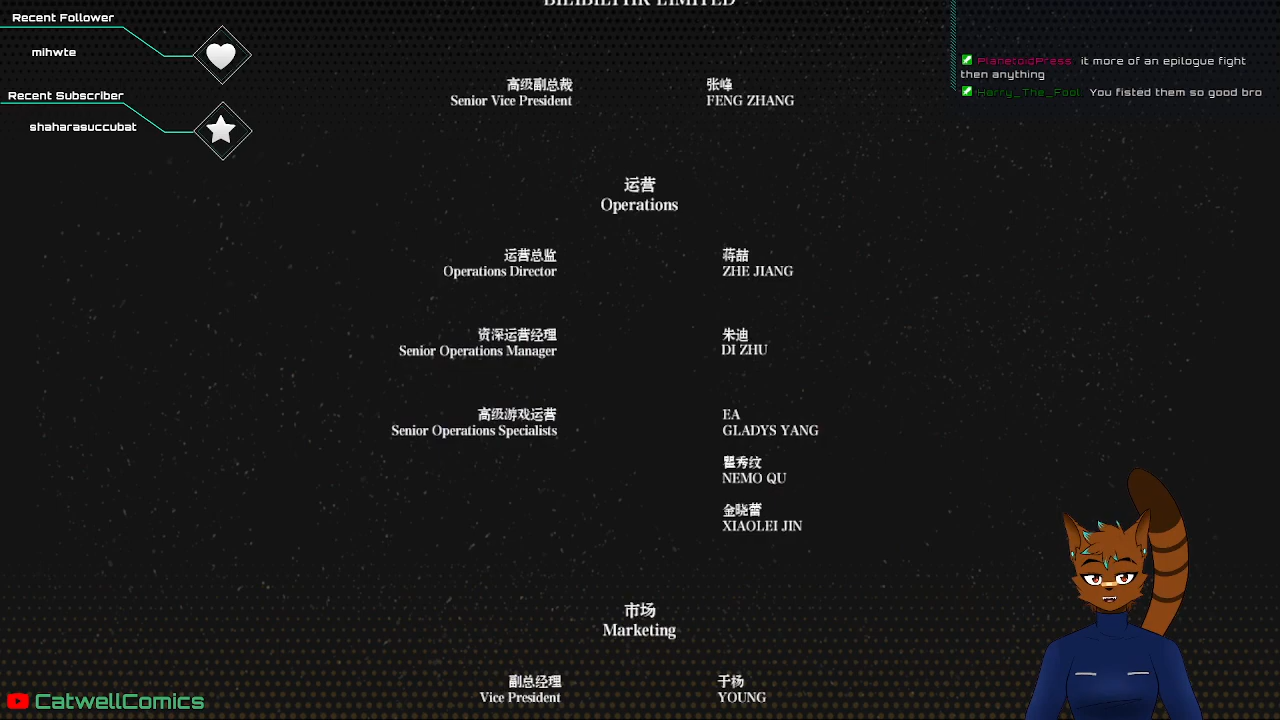 BILIBILI HK LIMITED
Recent Follower
mihwte
Recent Subscriber
shaharasuccubat
PlanetoidPress: it more of an epilogue fight
then anything
Harry_The_Fool: You fisted them so good bro
高级副总裁 张峰
Senior Vice President FENG ZHANG
运营
Operations
运营总监 蒋喆
Operations Director ZHE JIANG
资深运营经理 朱迪
Senior Operations Manager DI ZHU
高级游戏运营 EA
Senior Operations Specialists GLADYS YANG
瞿秀纹
NEMO QU
金晓蕾
XIAOLEI JIN
市场
Marketing
副总经理 于杨
Vice President YOUNG
CatwellComics